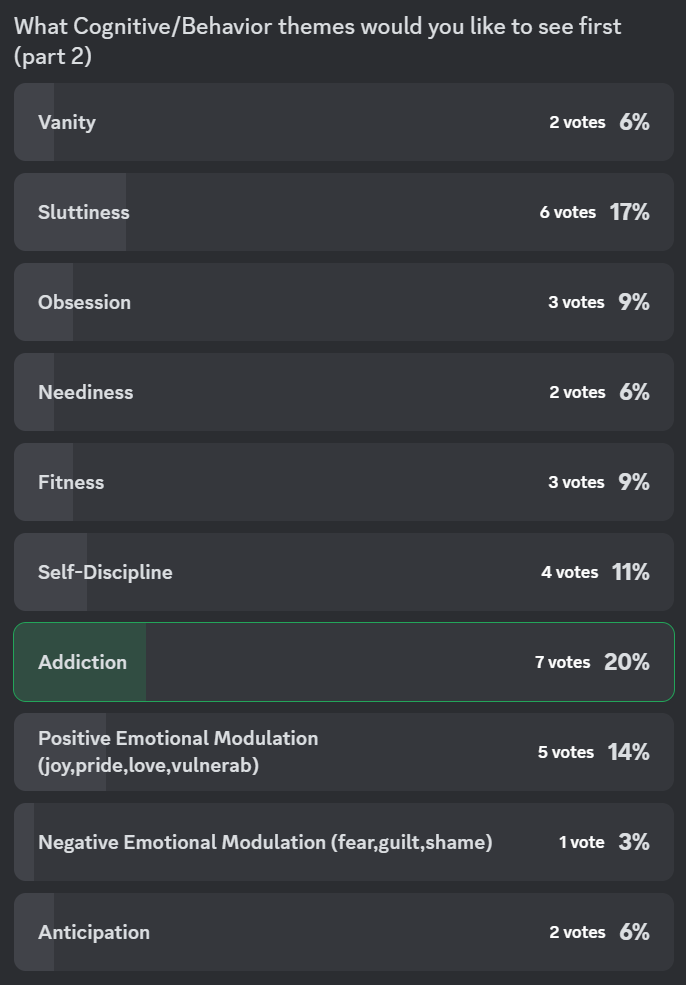 What Cognitive/Behavior themes would you like to see first
(part 2)
Vanity 2 votes 6%
Sluttiness 6 votes 17%
Obsession 3 votes 9%
Neediness 2 votes 6%
Fitness 3 votes 9%
Self-Discipline 4 votes 11%
Addiction 7 votes 20%
Positive Emotional Modulation
(joy,pride,love,vulnerab) 5 votes 14%
Negative Emotional Modulation (fear,guilt,shame) 1 vote 3%
Anticipation 2 votes 6%